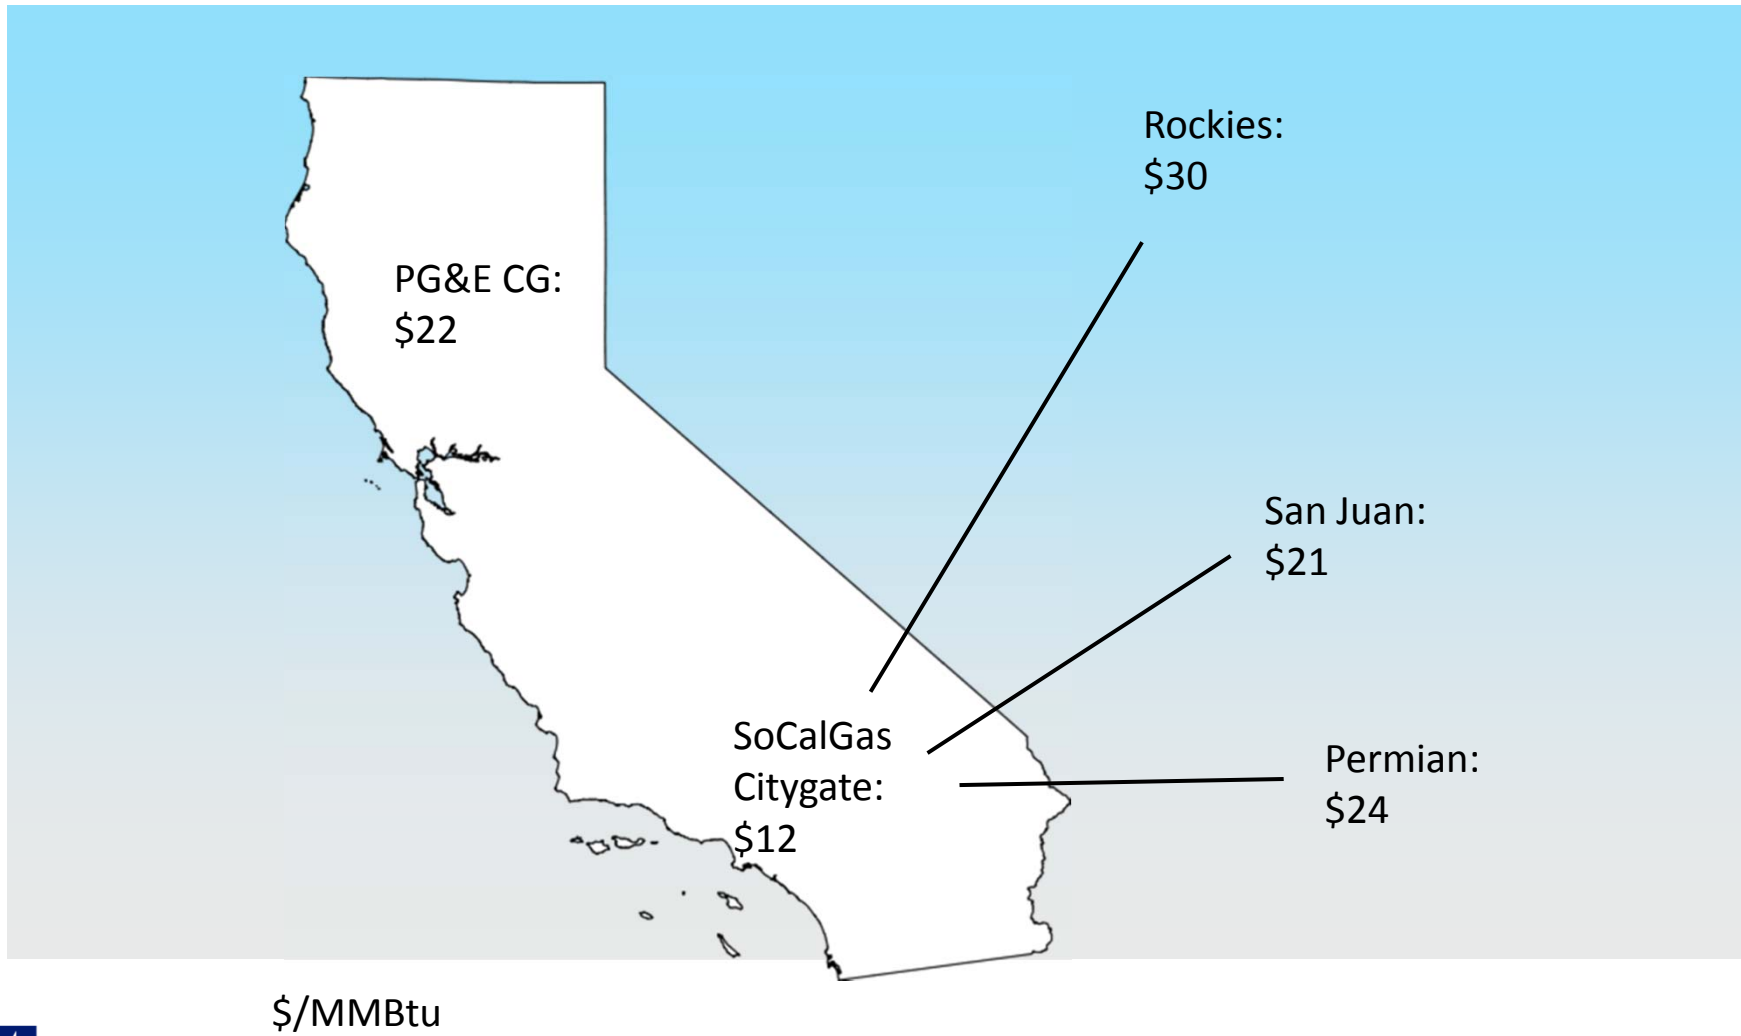 Rockies:
$30
PG&E CG:
$22
San Juan:
$21
SoCalGas
Citygate:
$12
Permian:
$24
$/MMBtu